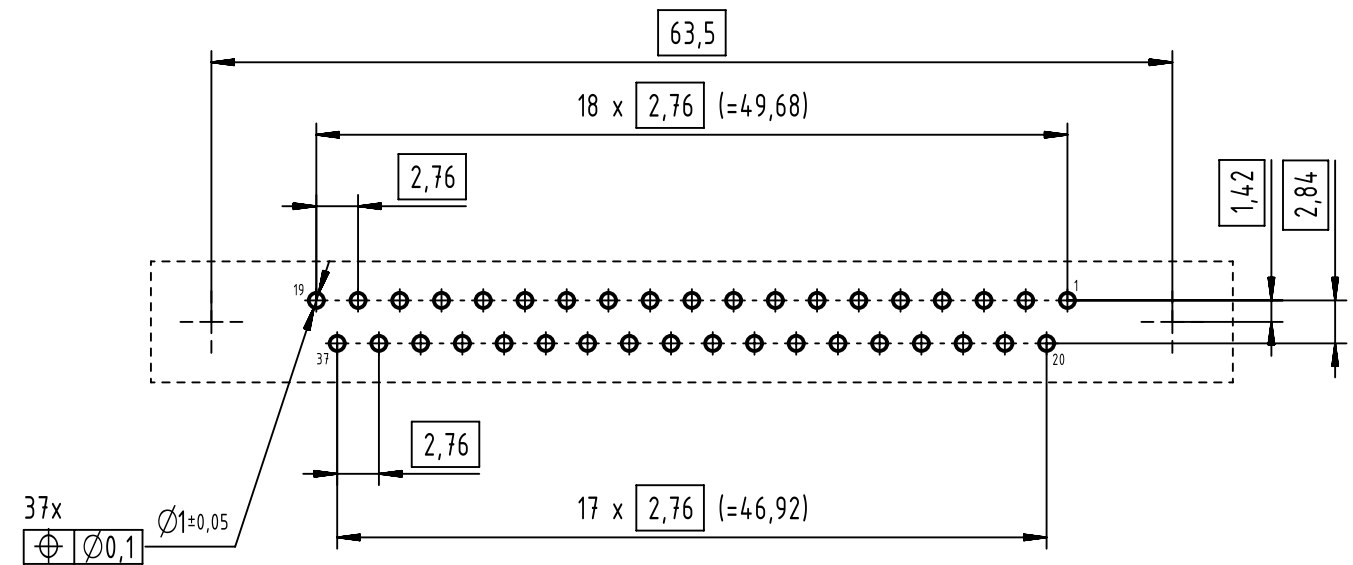 63,5
18 x 2,76 (=49,68)
2,76
1,42
2,84
19
1
37
20
2,76
37x
⌖ Ø0,1
Ø1±0,05
17 x 2,76 (=46,92)